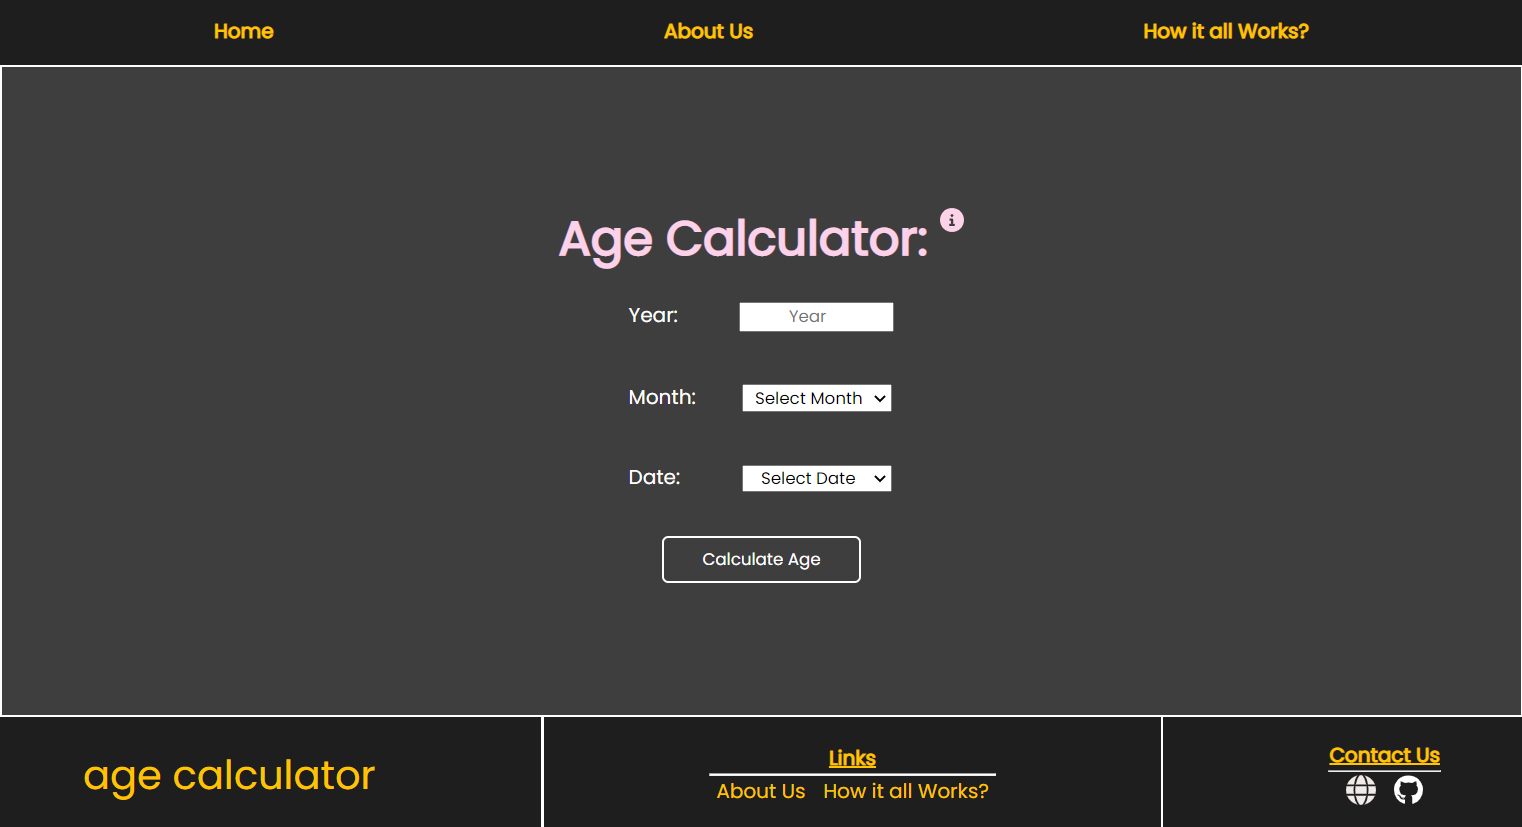 Home About Us How it all Works?
Age Calculator: i
Year: Year
Month: Select Month
Date: Select Date
Calculate Age
age calculator
Links
About Us How it all Works?
Contact Us